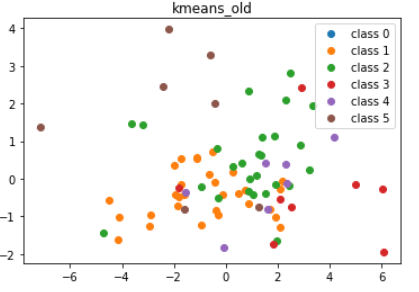 kmeans_old
class 0
class 1
class 2
class 3
class 4
class 5
4
3
2
1
0
−1
−2
−6 −4 −2 0 2 4 6